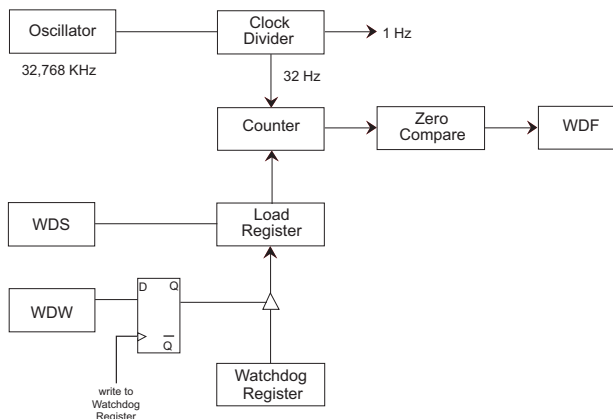 Oscillator
Clock
Divider
1 Hz
32,768 KHz
32 Hz
Counter
Zero
Compare
WDF
WDS
Load
Register
D
Q
WDW
Q
write to
Watchdog
Register
Watchdog
Register